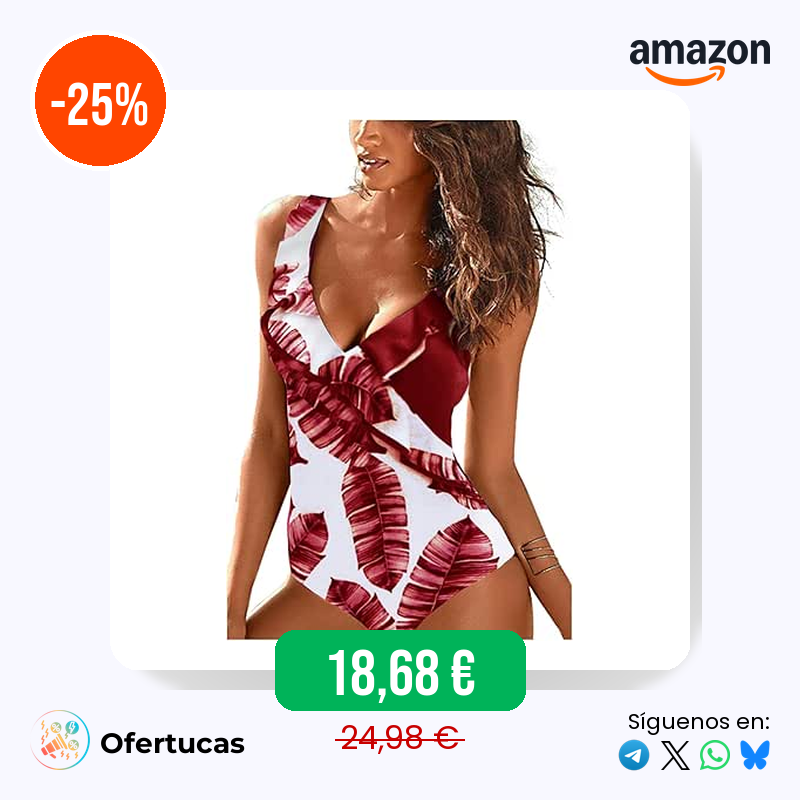 -25%
amazon
18,68 €
24,98 €
Ofertucas
Síguenos en: